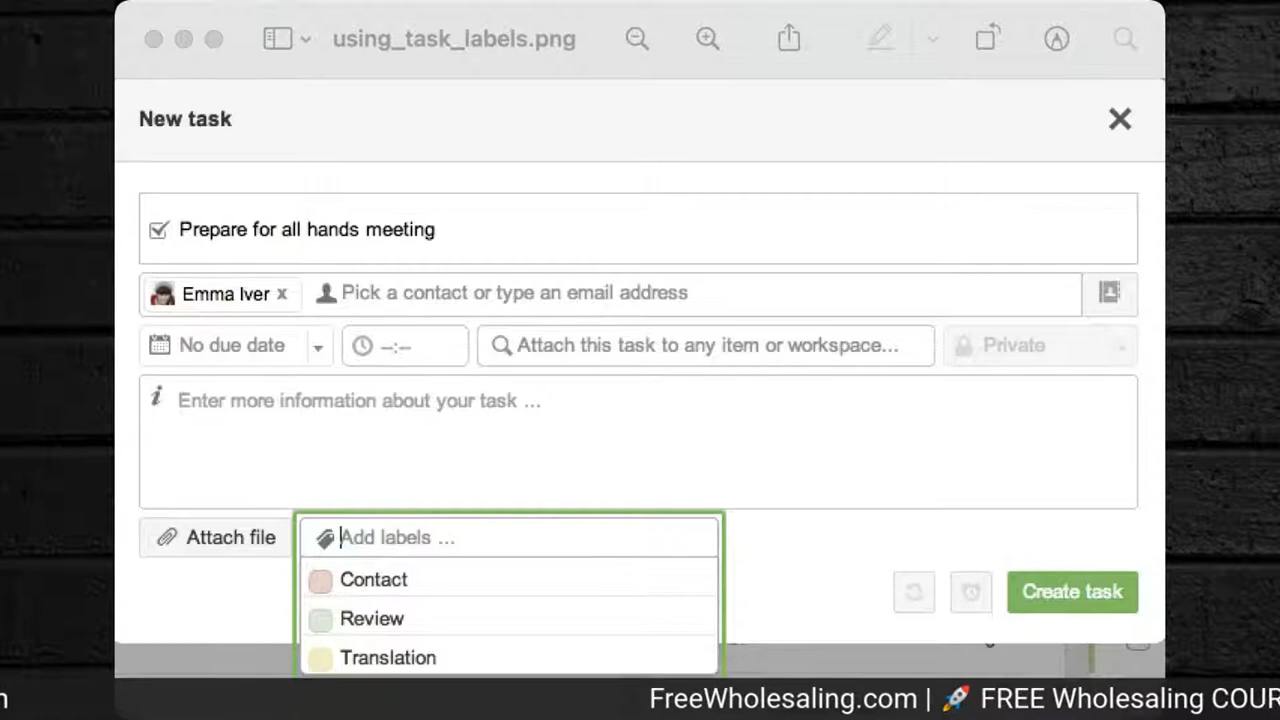 using_task_labels.png
New task
Prepare for all hands meeting
Emma Iver x Pick a contact or type an email address
No due date --:-- Attach this task to any item or workspace... Private
Enter more information about your task ...
Attach file Add labels ...
Contact
Review
Create task
Translation
FreeWholesaling.com | 🚀 FREE Wholesaling COUR